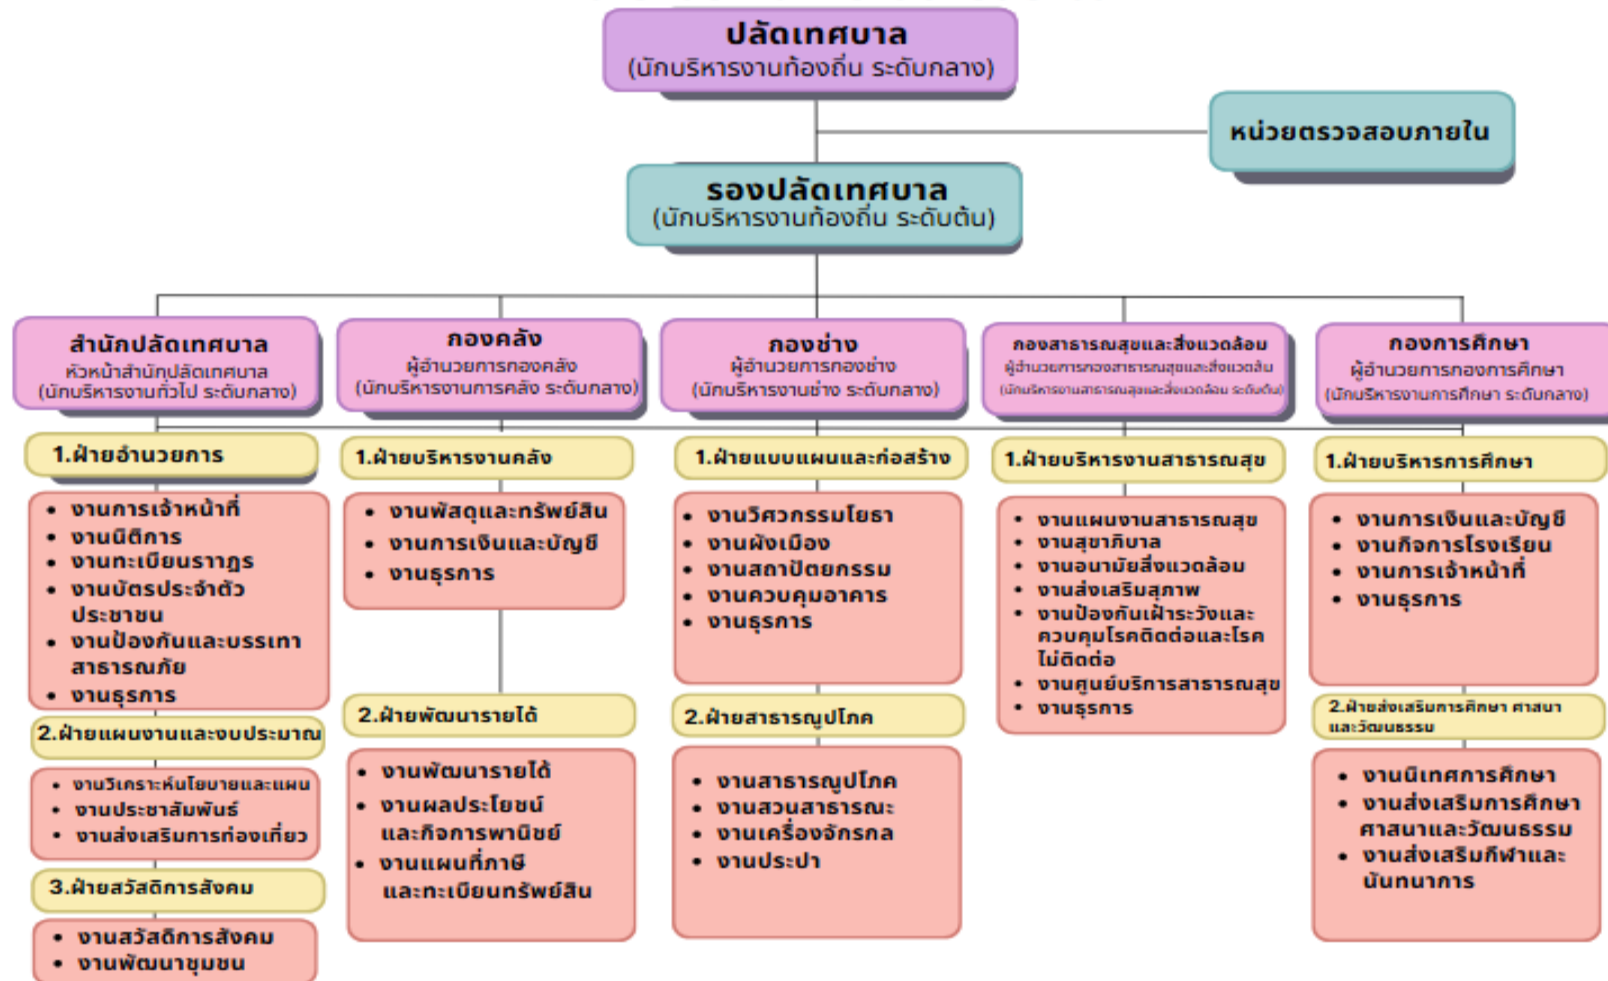 ปลัดเทศบาล
(นักบริหารงานท้องถิ่น ระดับกลาง)
หน่วยตรวจสอบภายใน
รองปลัดเทศบาล
(นักบริหารงานท้องถิ่น ระดับต้น)
สำนักปลัดเทศบาล
หัวหน้าสำนักปลัดเทศบาล
(นักบริหารงานทั่วไป ระดับกลาง)
1.ฝ่ายอำนวยการ
• งานการเจ้าหน้าที่
• งานนิติการ
• งานทะเบียนราาฎร
• งานบัตรประจำตัว
ประชาชน
• งานป้องกันและบรรเทา
สาธารณภัย
• งานธุรการ
2.ฝ่ายแผนงานและงบประมาณ
• งานวิเคราะห์นโยบายและแผน
• งานประชาสัมพันธ์
• งานส่งเสริมการท่องเที่ยว
3.ฝ่ายสวัสดิการสังคม
• งานสวัสดิการสังคม
• งานพัฒนาชุมชน
กองคลัง
ผู้อำนวยการกองคลัง
(นักบริหารงานการคลัง ระดับกลาง)
1.ฝ่ายบริหารงานคลัง
• งานพัสดุและทรัพย์สิน
• งานการเงินและบัญชี
• งานธุรการ
2.ฝ่ายพัฒนารายได้
• งานพัฒนารายได้
• งานผลประโยชน์
และกิจการพานิชย์
• งานแผนที่ภาษี
และทะเบียนทรัพย์สิน
กองช่าง
ผู้อำนวยการกองช่าง
(นักบริหารงานช่าง ระดับกลาง)
1.ฝ่ายแบบแผนและก่อสร้าง
• งานวิศวกรรมโยธา
• งานผังเมือง
• งานสถาปัตยกรรม
• งานควบคุมอาคาร
• งานธุรการ
2.ฝ่ายสาธารณูปโภค
• งานสาธารณูปโภค
• งานสวนสาธารณะ
• งานเครื่องจักรกล
• งานประปา
กองสาธารณสุขและสิ่งแวดล้อม
ผู้อำนวยการกองสาธารณสุขและสิ่งแวดล้ม
(นักบริหารงานสาธารณสุขและสิ่งแวดล้อม ระดับต้น)
1.ฝ่ายบริหารงานสาธารณสุข
• งานแผนงานสาธารณสุข
• งานสุขาภิบาล
• งานอนามัยสิ่งแวดล้อม
• งานส่งเสริมสุภาพ
• งานป้องกันเฝ้าระวังและ
ควบคุมโรคติดต่อและโรค
ไม่ติดต่อ
• งานศูนย์บริการสาธารณสุข
• งานธุรการ
กองการศึกษา
ผู้อำนวยการกองการศึกษา
(นักบริหารงานการศึกษา ระดับกลาง)
1.ฝ่ายบริหารการศึกษา
• งานการเงินและบัญชี
• งานกิจการโรงเรียน
• งานการเจ้าหน้าที่
• งานธุรการ
2.ฝ่ายส่งเสริมการศึกษา ศาสนา
และวัฒนธรรม
• งานนิเทศการศึกษา
• งานส่งเสริมการศึกษา
ศาสนาและวัฒนธรรม
• งานส่งเสริมกีฬาและ
นันทนาการ